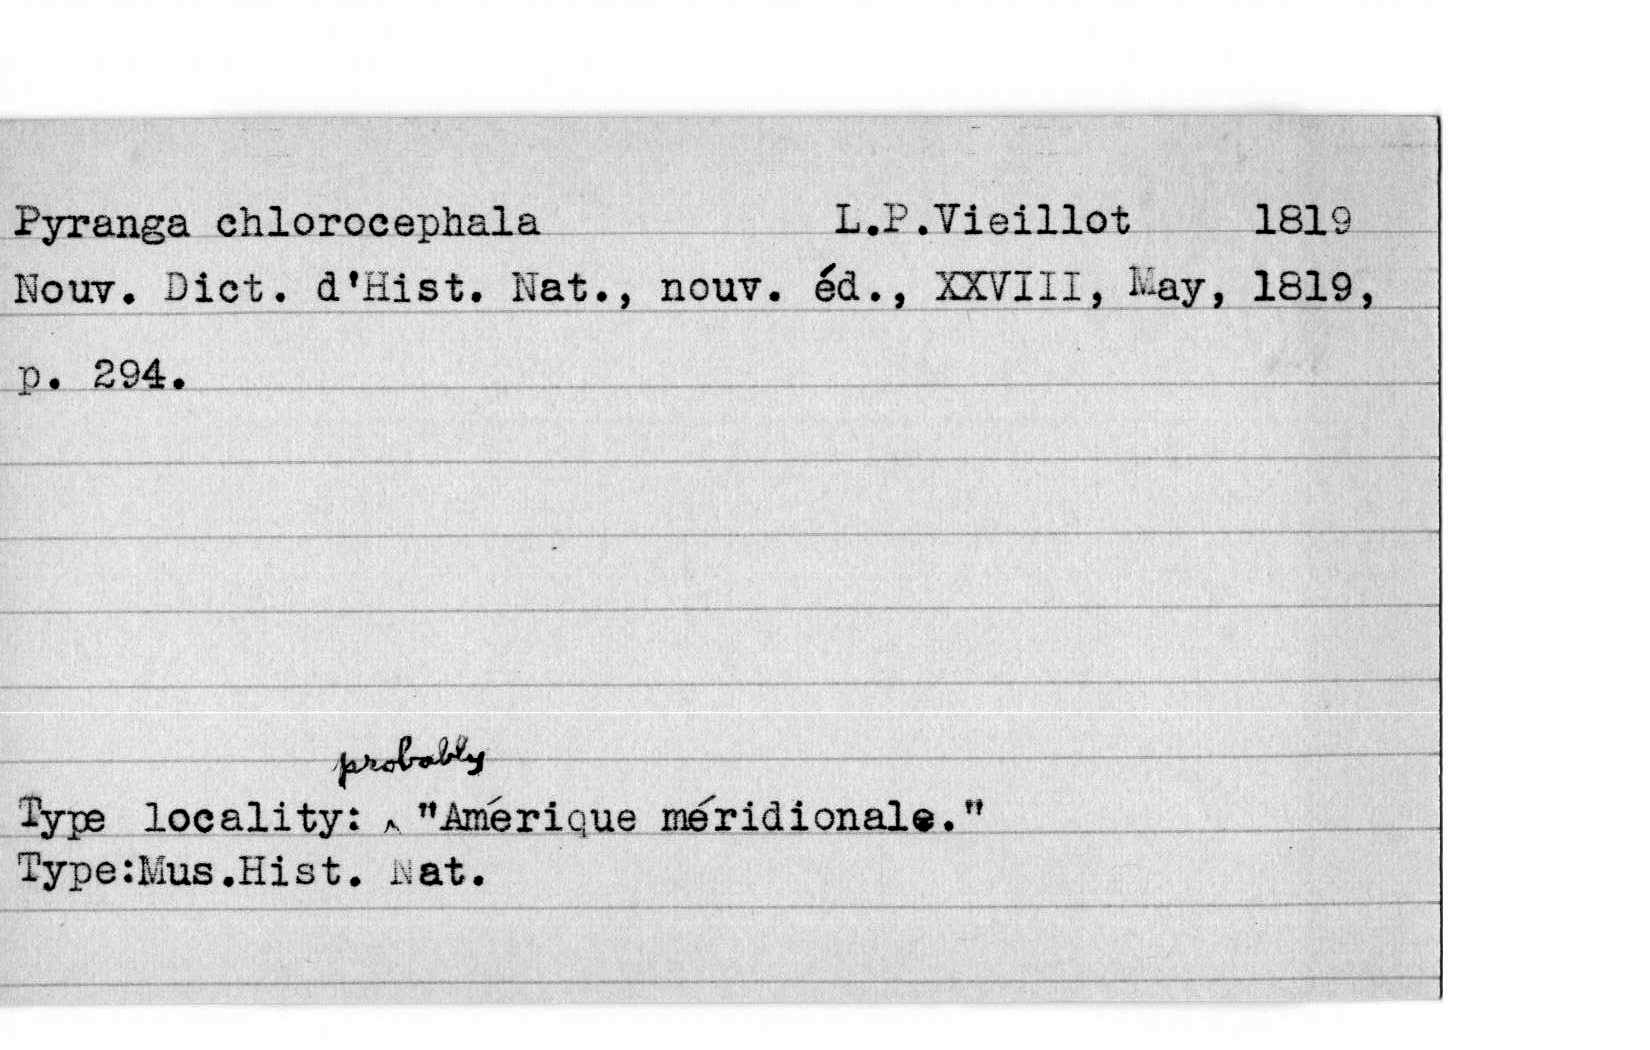 Pyranga chlorocephala L.P.Vieillot 1819
Nouv. Dict. d'Hist. Nat., nouv. éd., XXVIII, May, 1819,
p. 294.
probably
Type locality: ‸ "Amérique méridionale."
Type:Mus.Hist. Nat.